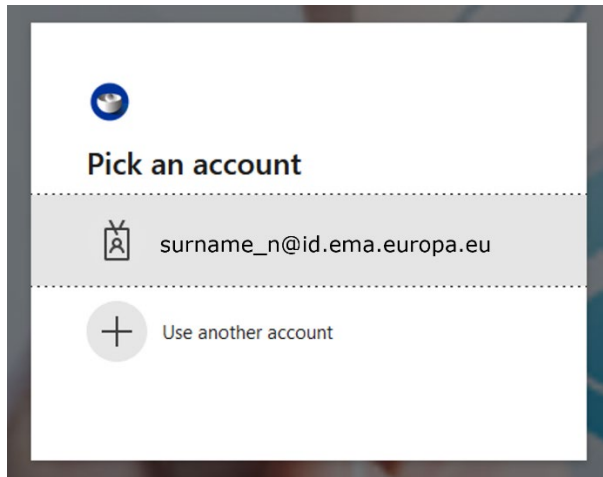 Pick an account
surname_n@id.ema.europa.eu
Use another account